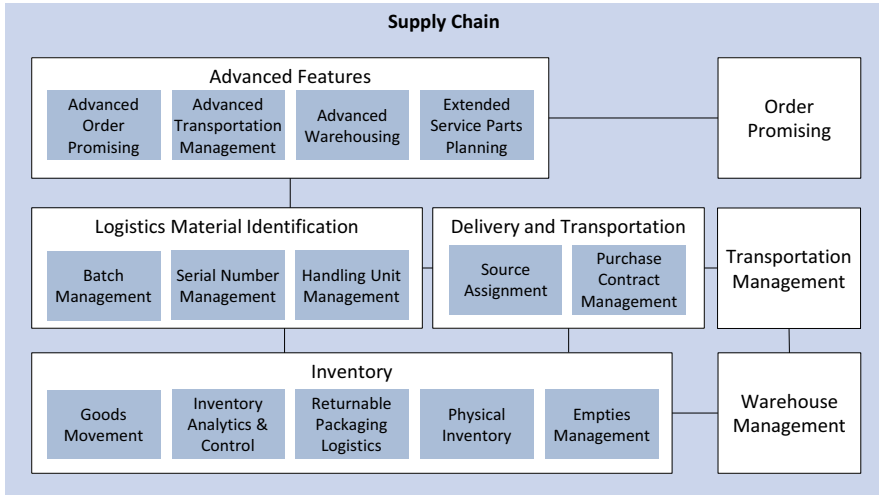 Supply Chain
Advanced Features
Advanced
Order
Promising
Advanced
Transportation
Management
Advanced
Warehousing
Extended
Service Parts
Planning
Order
Promising
Logistics Material Identification
Batch
Management
Serial Number
Management
Handling Unit
Management
Delivery and Transportation
Source
Assignment
Purchase
Contract
Management
Transportation
Management
Inventory
Goods
Movement
Inventory
Analytics &
Control
Returnable
Packaging
Logistics
Physical
Inventory
Empties
Management
Warehouse
Management